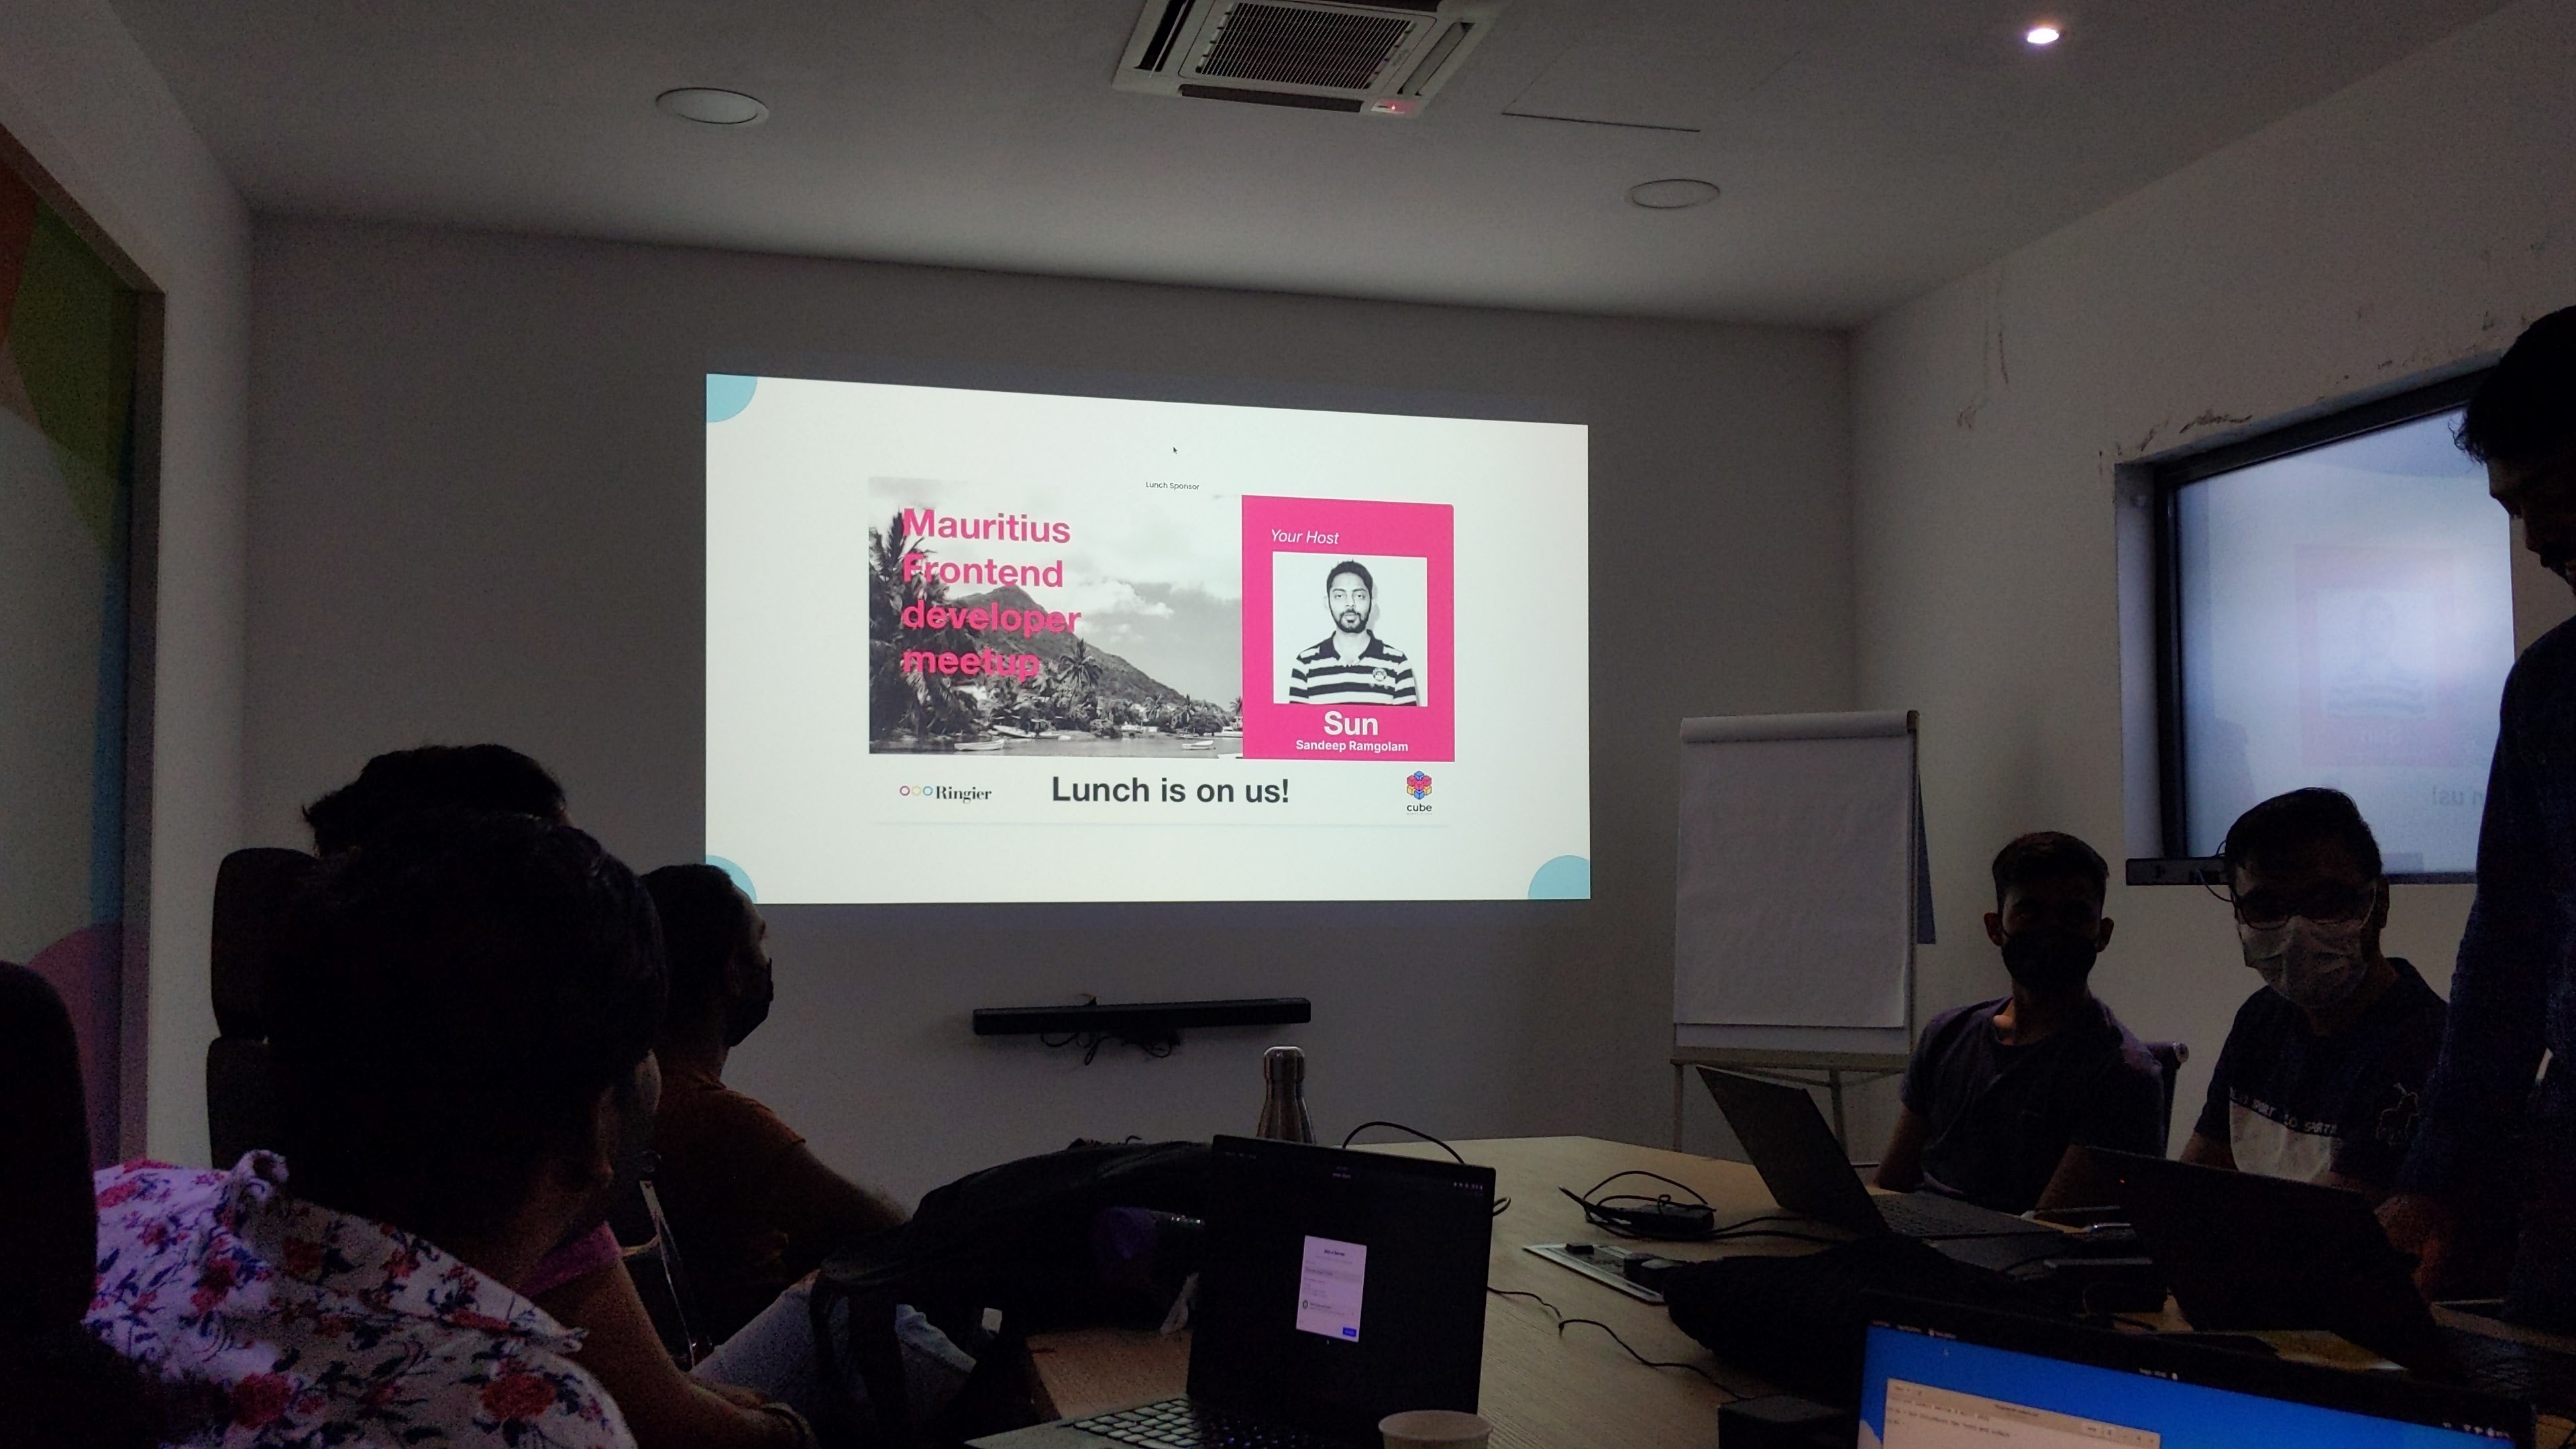 Lunch Sponsor
Mauritius
Frontend
developer
meetup
Your Host
Sun
Sandeep Ramgolam
Ringier
Lunch is on us!
cube